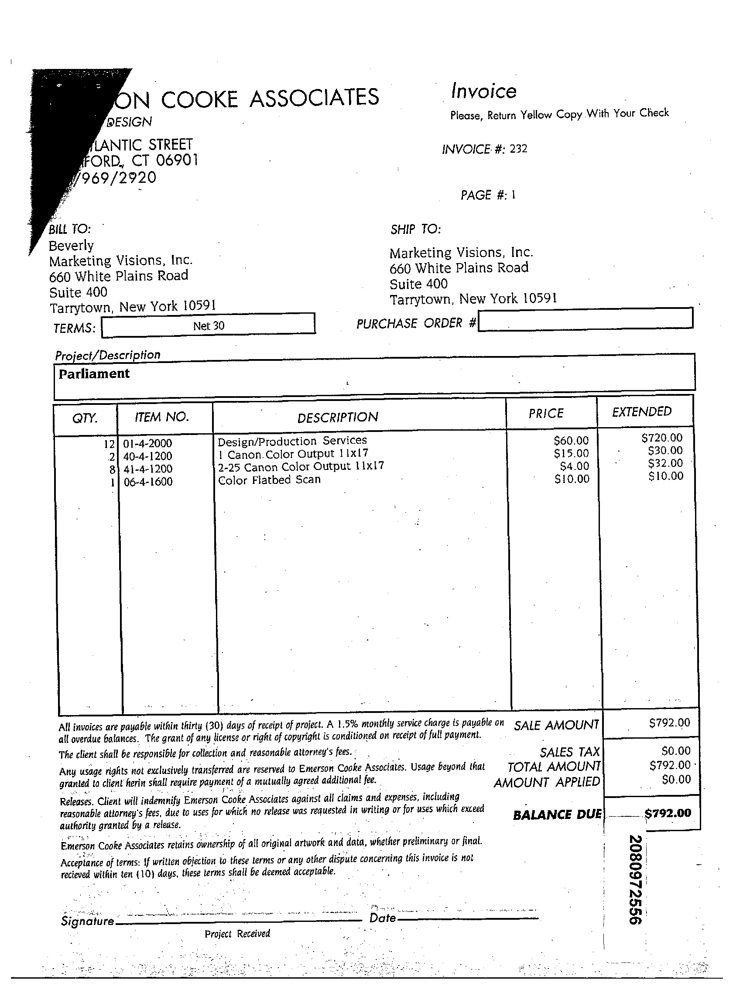 ON COOKE ASSOCIATES
DESIGN
LANTIC STREET
FORD, CT 06901
/969/2920
Invoice
Please, Return Yellow Copy With Your Check
INVOICE #: 232
PAGE #: 1
BILL TO:
Beverly
Marketing Visions, Inc.
660 White Plains Road
Suite 400
Tarrytown, New York 10591
SHIP TO:
Marketing Visions, Inc.
660 White Plains Road
Suite 400
Tarrytown, New York 10591
TERMS: Net 30
PURCHASE ORDER #
Project/Description
Parliament
QTY. ITEM NO. DESCRIPTION PRICE EXTENDED
12 01-4-2000 Design/Production Services $60.00 $720.00
2 40-4-1200 1 Canon Color Output 11x17 $15.00 $30.00
8 41-4-1200 2-25 Canon Color Output 11x17 $4.00 $32.00
1 06-4-1600 Color Flatbed Scan $10.00 $10.00
All invoices are payable within thirty (30) days of receipt of project. A 1.5% monthly service charge is payable on
all overdue balances. The grant of any license or right of copyright is conditioned on receipt of full payment.
The client shall be responsible for collection and reasonable attorney's fees.
Any usage rights not exclusively transferred are reserved to Emerson Cooke Associates. Usage beyond that
granted to client herin shall require payment of a mutually agreed additional fee.
Releases. Client will indemnify Emerson Cooke Associates against all claims and expenses, including
reasonable attorney's fees, due to uses for which no release was requested in writing or for uses which exceed
authority granted by a release.
Emerson Cooke Associates retains ownership of all original artwork and data, whether preliminary or final.
Acceptance of terms: If written objection to these terms or any other dispute concerning this invoice is not
recieved within ten (10) days, these terms shall be deemed acceptable.
SALE AMOUNT $792.00
SALES TAX $0.00
TOTAL AMOUNT $792.00
AMOUNT APPLIED $0.00
BALANCE DUE $792.00
2080972556
Signature Date
Project Received